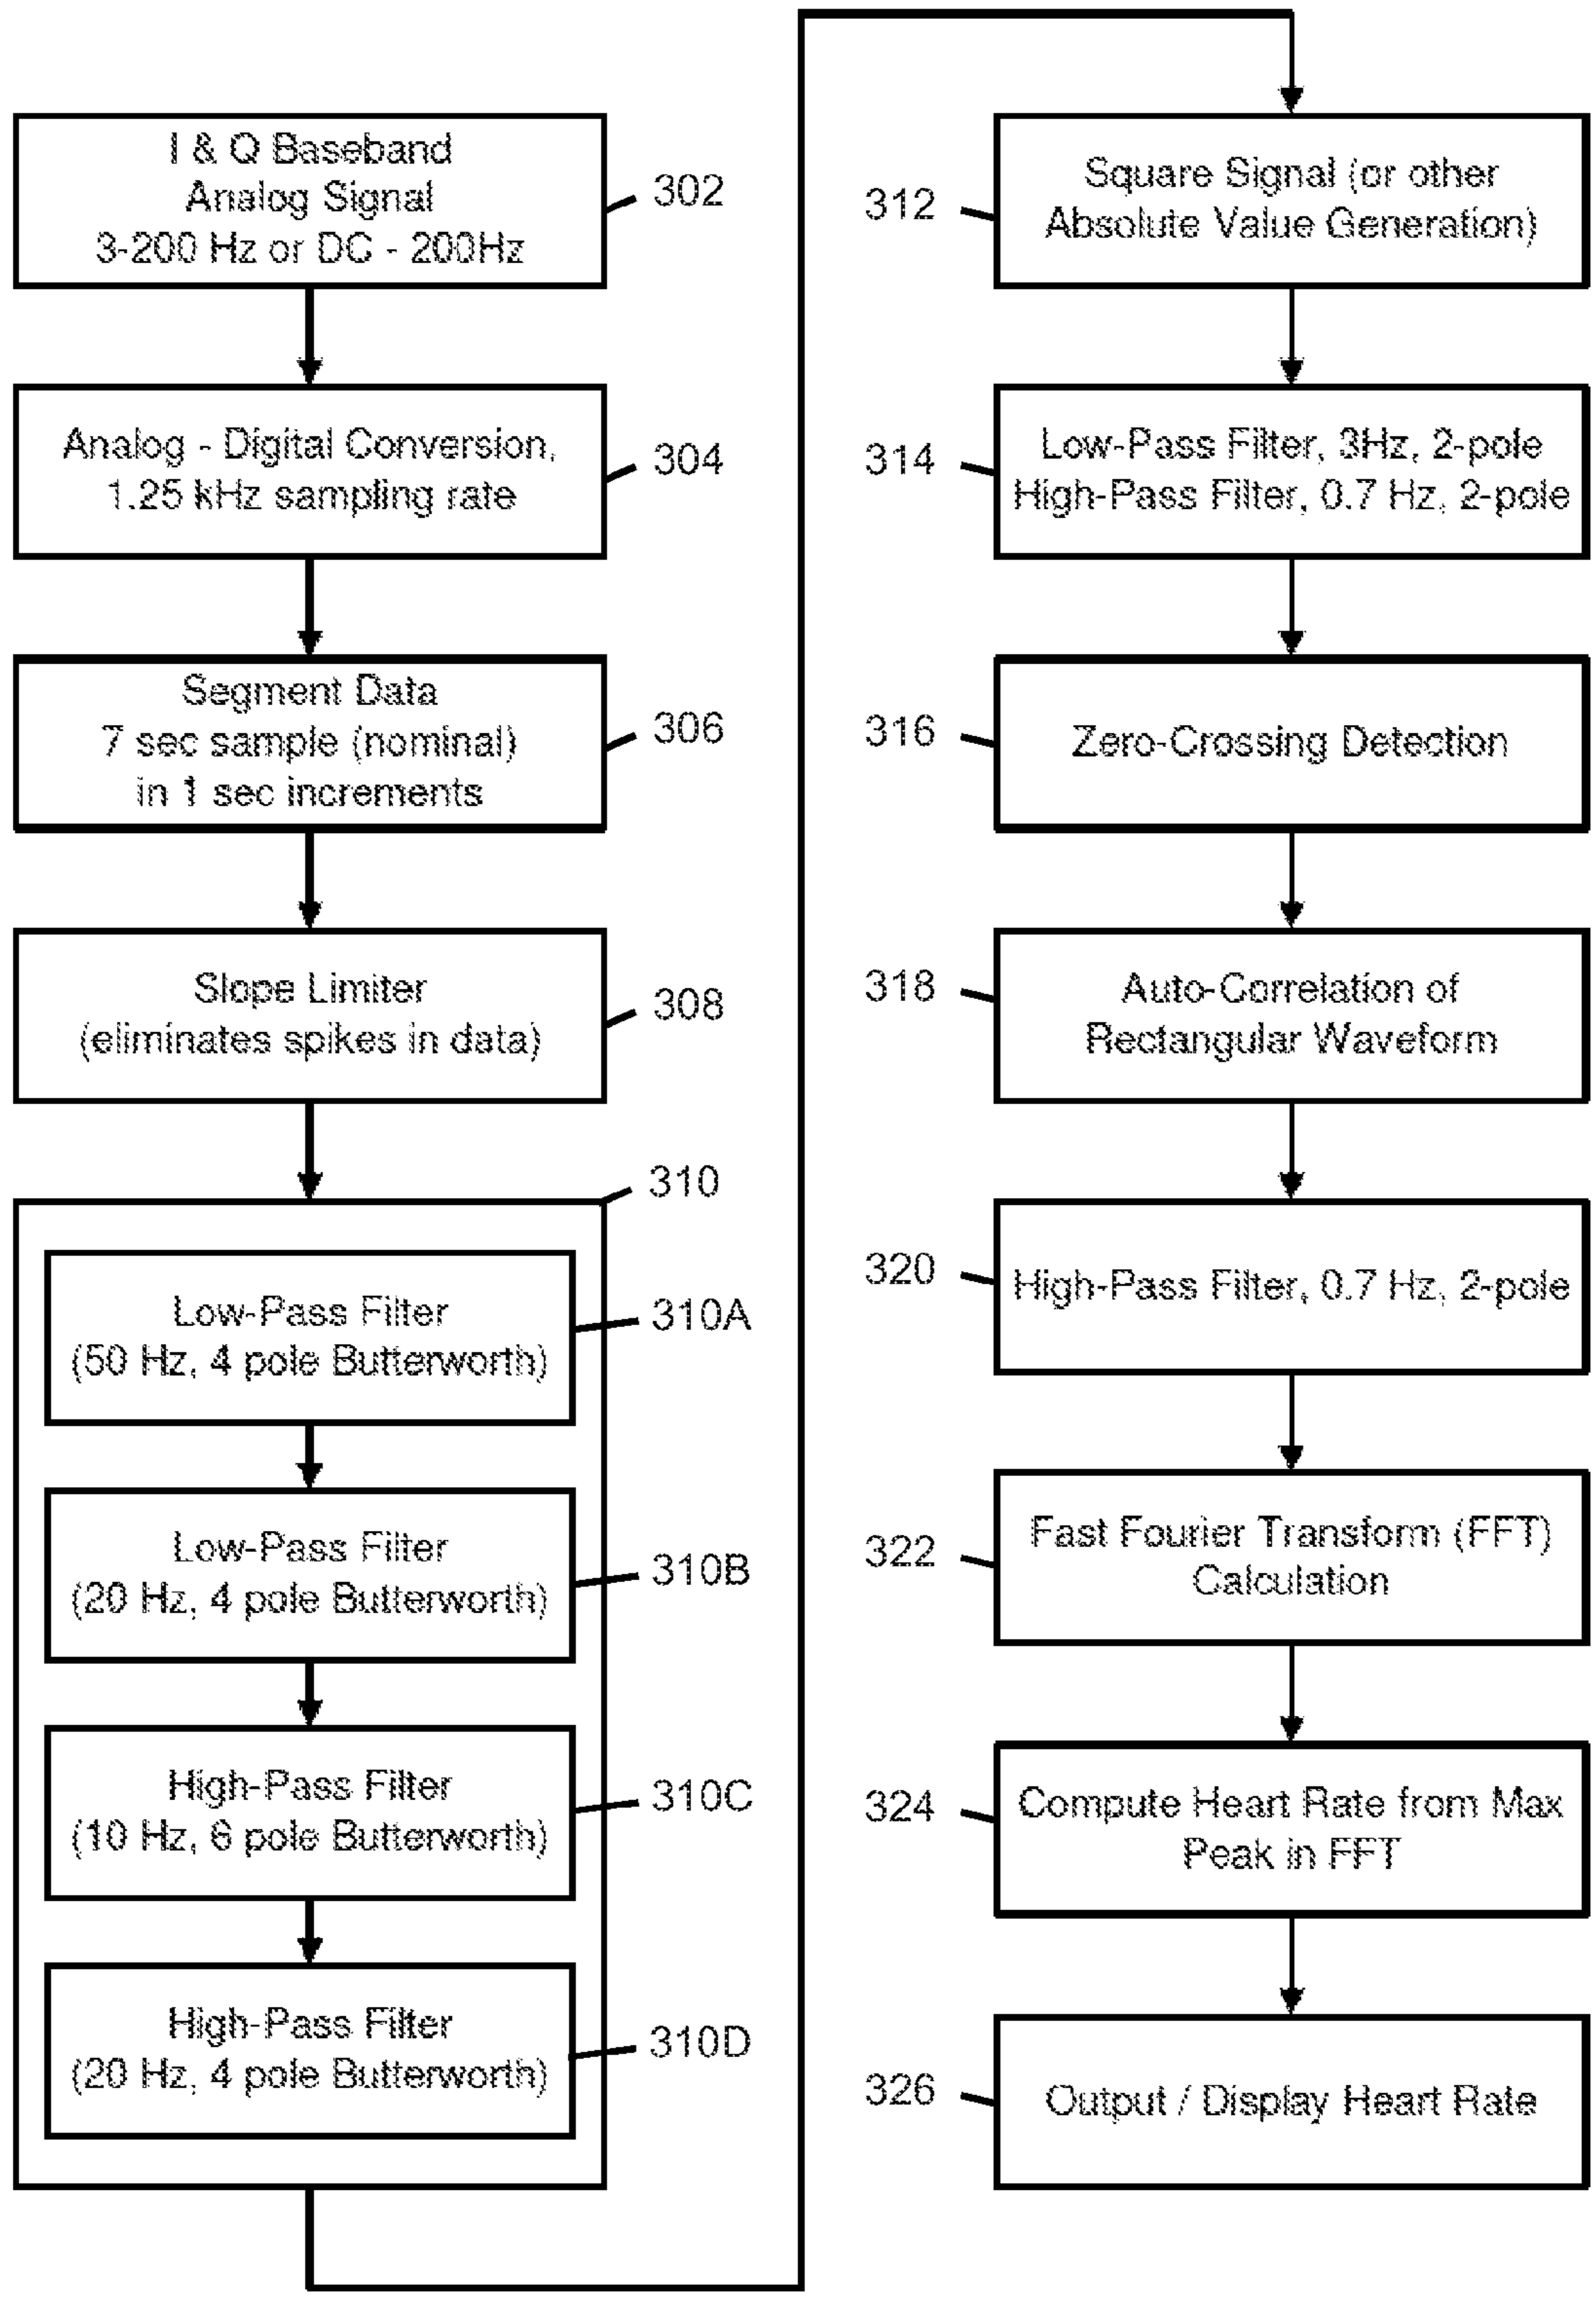 I & Q Baseband
Analog Signal
3-200 Hz or DC - 200Hz
302
Analog - Digital Conversion,
1.25 kHz sampling rate
304
Segment Data
7 sec sample (nominal)
in 1 sec increments
306
Slope Limiter
(eliminates spikes in data)
308
310
Low-Pass Filter
(50 Hz, 4 pole Butterworth)
310A
Low-Pass Filter
(20 Hz, 4 pole Butterworth)
310B
High-Pass Filter
(10 Hz, 6 pole Butterworth)
310C
High-Pass Filter
(20 Hz, 4 pole Butterworth)
310D
312
Square Signal (or other
Absolute Value Generation)
314
Low-Pass Filter, 3Hz, 2-pole
High-Pass Filter, 0.7 Hz, 2-pole
316
Zero-Crossing Detection
318
Auto-Correlation of
Rectangular Waveform
320
High-Pass Filter, 0.7 Hz, 2-pole
322
Fast Fourier Transform (FFT)
Calculation
324
Compute Heart Rate from Max
Peak in FFT
326
Output / Display Heart Rate